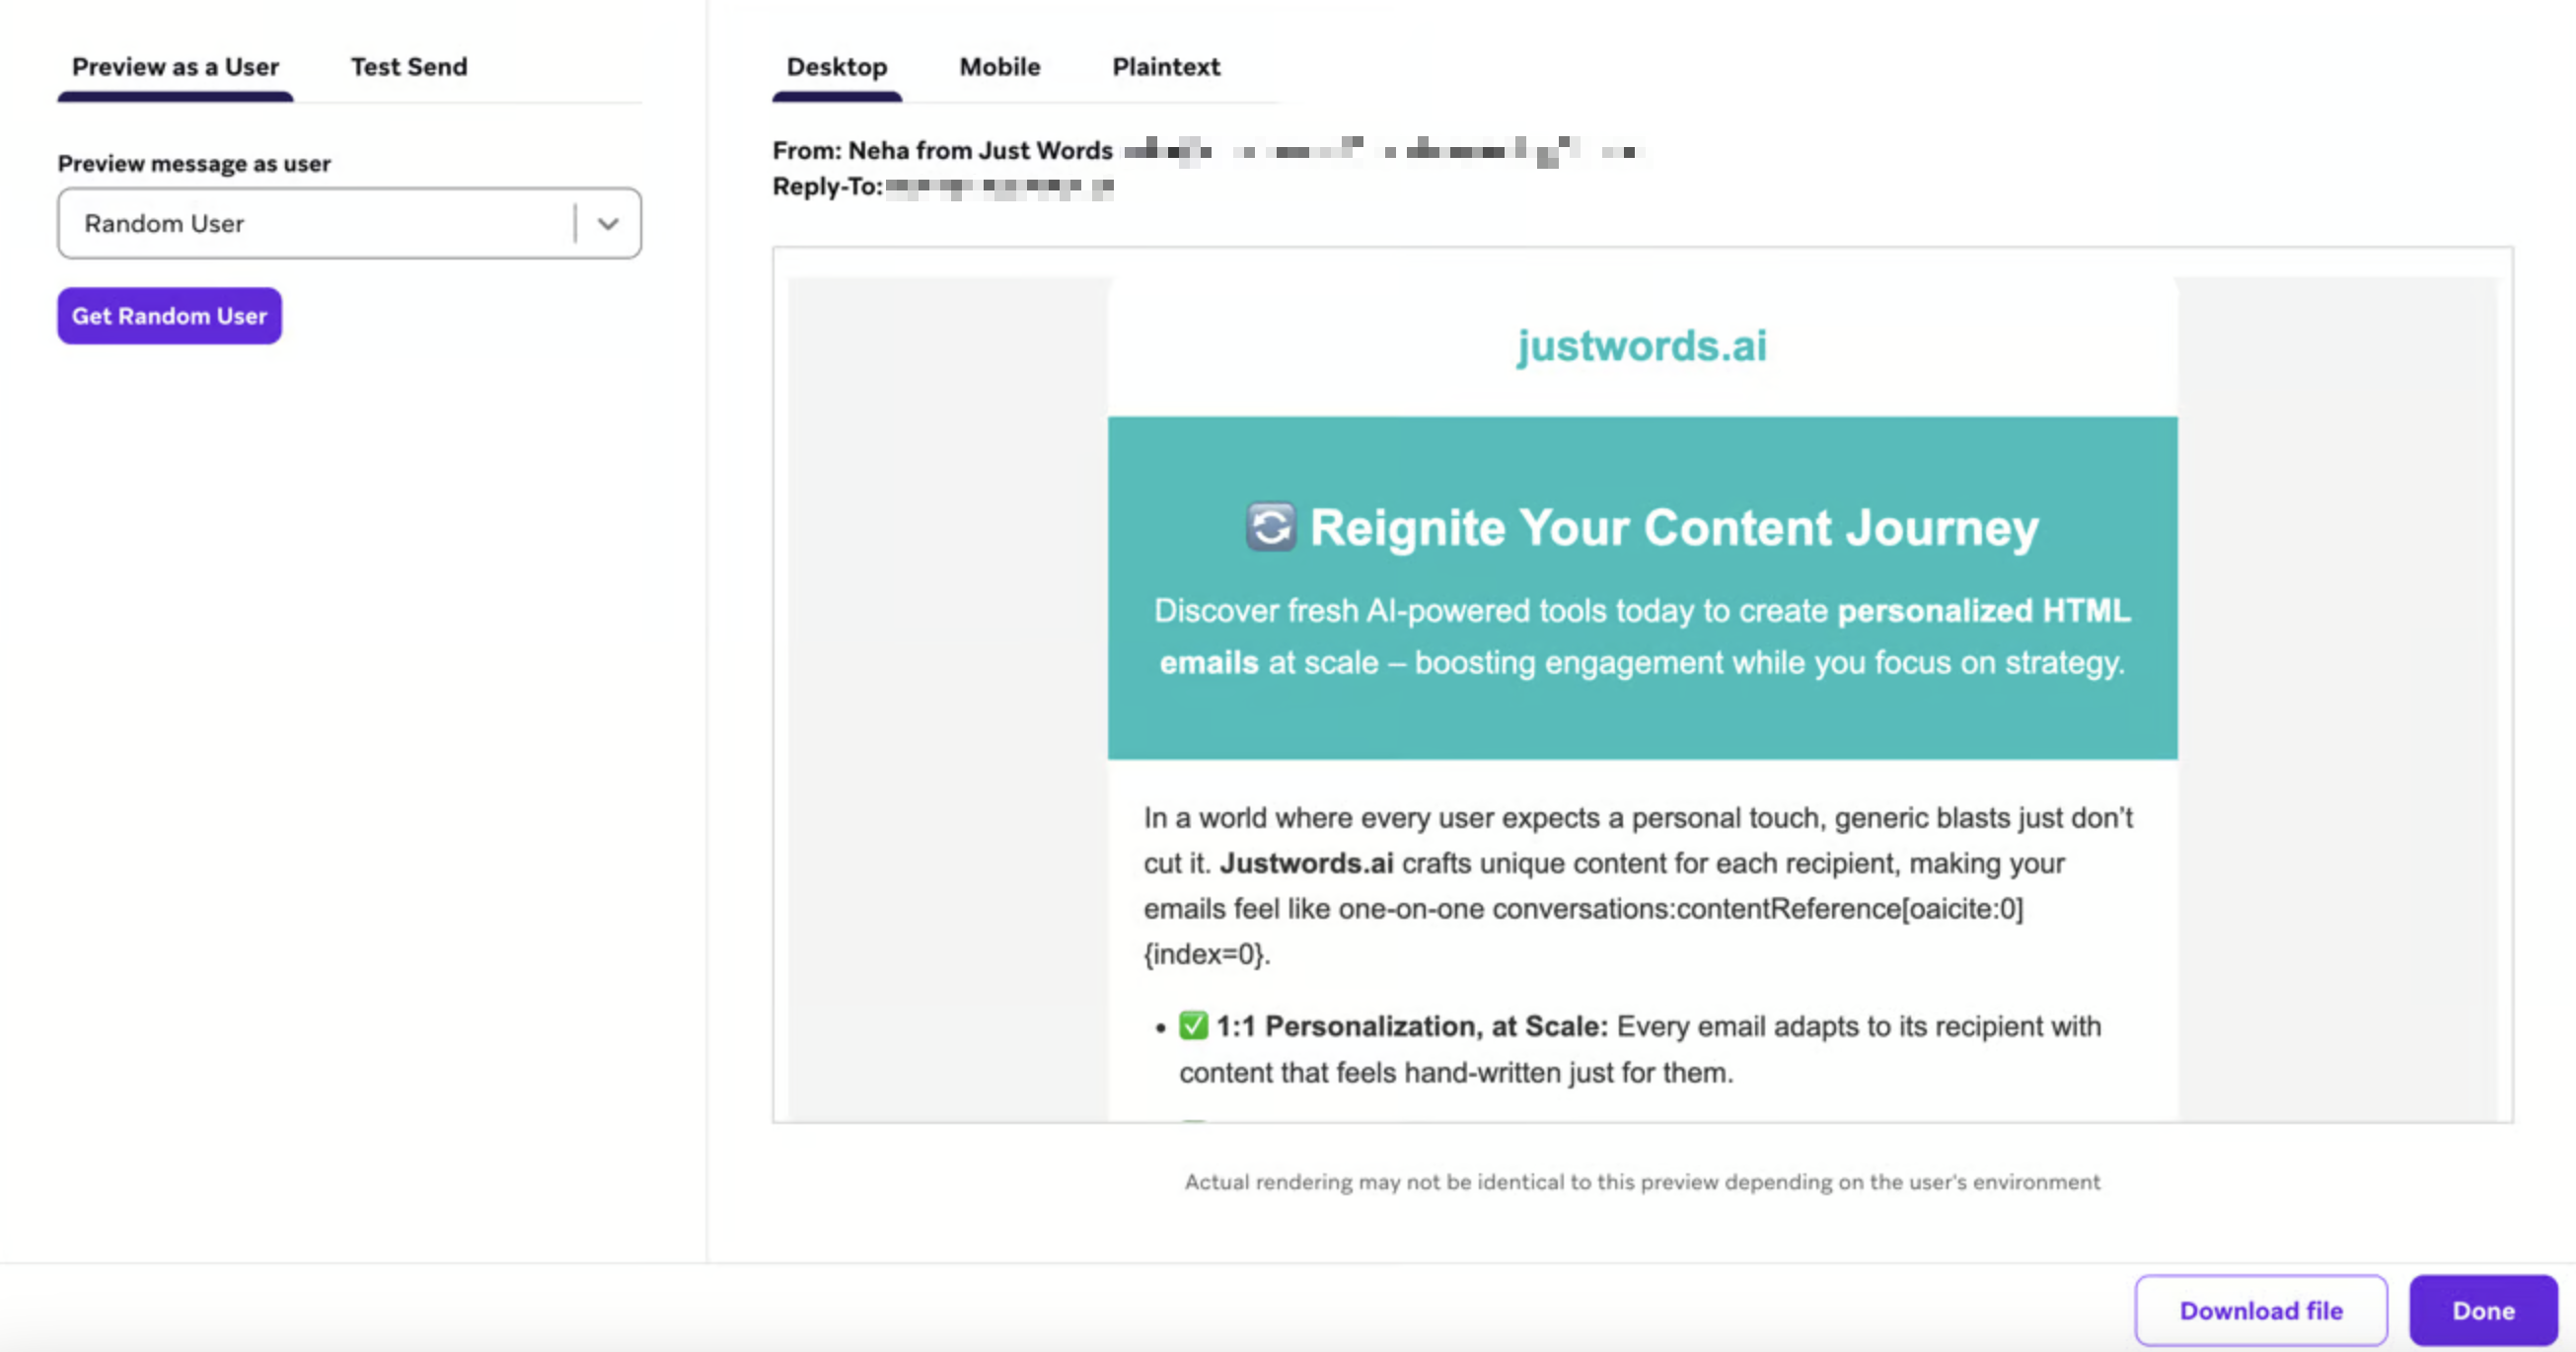 Preview as a User
Test Send
Preview message as user
Random User
Get Random User
Desktop
Mobile
Plaintext
From: Neha from Just Words
Reply-To:
justwords.ai
🔄 Reignite Your Content Journey
Discover fresh AI-powered tools today to create personalized HTML
emails at scale – boosting engagement while you focus on strategy.
In a world where every user expects a personal touch, generic blasts just don't
cut it. Justwords.ai crafts unique content for each recipient, making your
emails feel like one-on-one conversations:contentReference[oaicite:0]
{index=0}.
• ✅ 1:1 Personalization, at Scale: Every email adapts to its recipient with
content that feels hand-written just for them.
Actual rendering may not be identical to this preview depending on the user's environment
Download file
Done